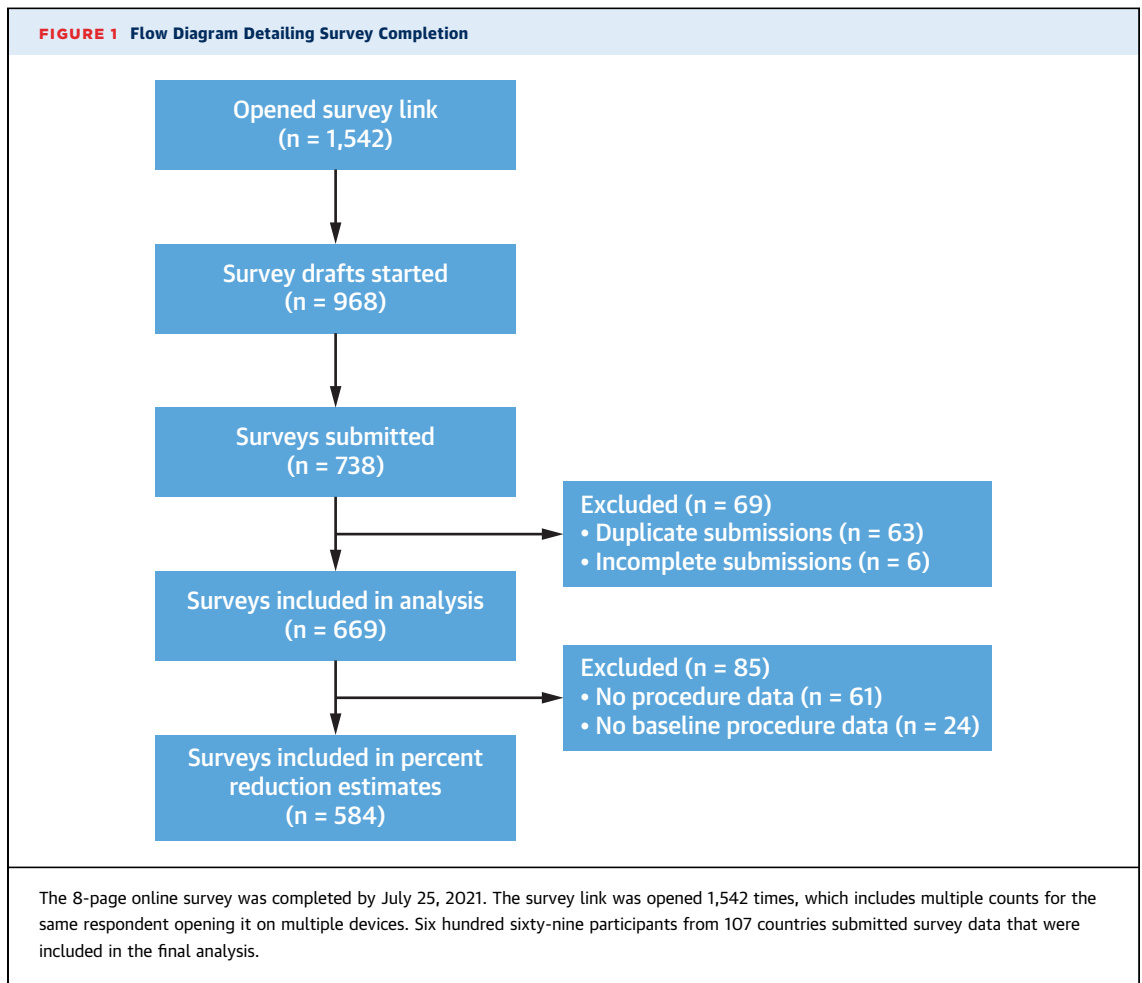 FIGURE 1 Flow Diagram Detailing Survey Completion
Opened survey link
(n = 1,542)
Survey drafts started
(n = 968)
Surveys submitted
(n = 738)
Excluded (n = 69)
• Duplicate submissions (n = 63)
• Incomplete submissions (n = 6)
Surveys included in analysis
(n = 669)
Excluded (n = 85)
• No procedure data (n = 61)
• No baseline procedure data (n = 24)
Surveys included in percent
reduction estimates
(n = 584)
The 8-page online survey was completed by July 25, 2021. The survey link was opened 1,542 times, which includes multiple counts for the
same respondent opening it on multiple devices. Six hundred sixty-nine participants from 107 countries submitted survey data that were
included in the final analysis.